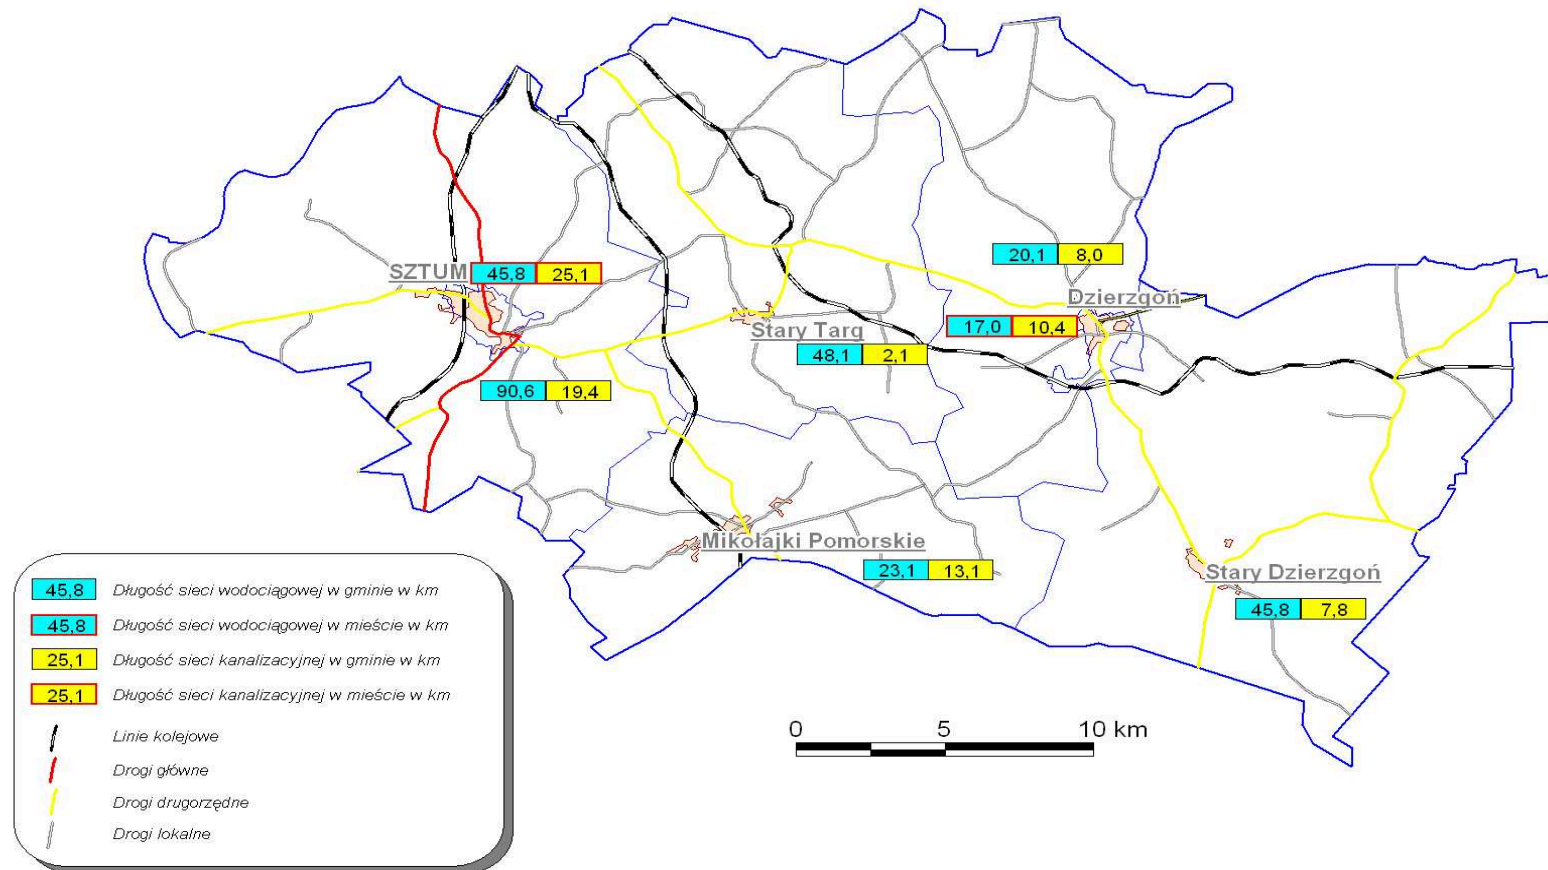 20,1 8,0
SZTUM 45,8 25,1
Dzierzgoń
17,0 10,4
Stary Targ
48,1 2,1
90,6 19,4
Mikołajki Pomorskie
23,1 13,1
Stary Dzierzgoń
45,8 7,8
45,8 Długość sieci wodociągowej w gminie w km
45,8 Długość sieci wodociągowej w mieście w km
25,1 Długość sieci kanalizacyjnej w gminie w km
25,1 Długość sieci kanalizacyjnej w mieście w km
Linie kolejowe
Drogi główne
Drogi drugorzędne
Drogi lokalne
0 5 10 km